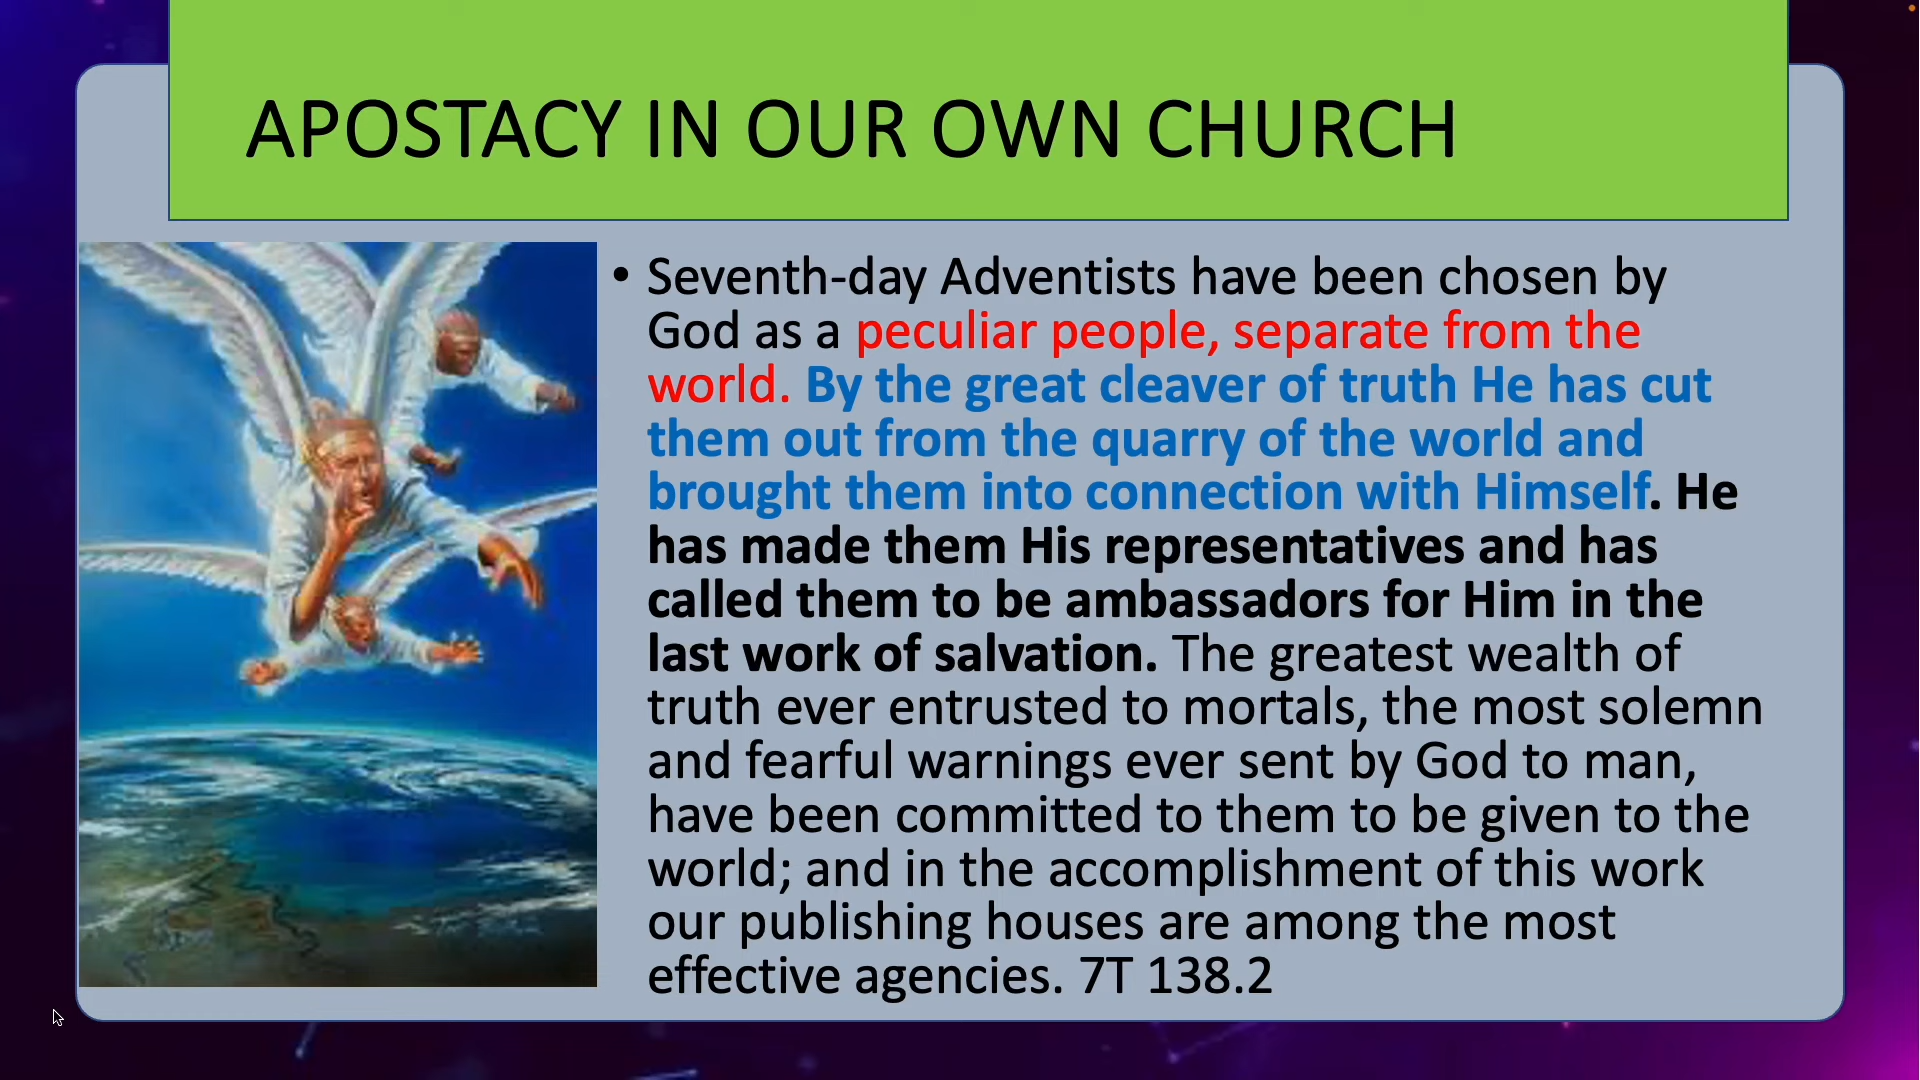 APOSTACY IN OUR OWN CHURCH
• Seventh-day Adventists have been chosen by
God as a peculiar people, separate from the
world. By the great cleaver of truth He has cut
them out from the quarry of the world and
brought them into connection with Himself. He
has made them His representatives and has
called them to be ambassadors for Him in the
last work of salvation. The greatest wealth of
truth ever entrusted to mortals, the most solemn
and fearful warnings ever sent by God to man,
have been committed to them to be given to the
world; and in the accomplishment of this work
our publishing houses are among the most
effective agencies. 7T 138.2